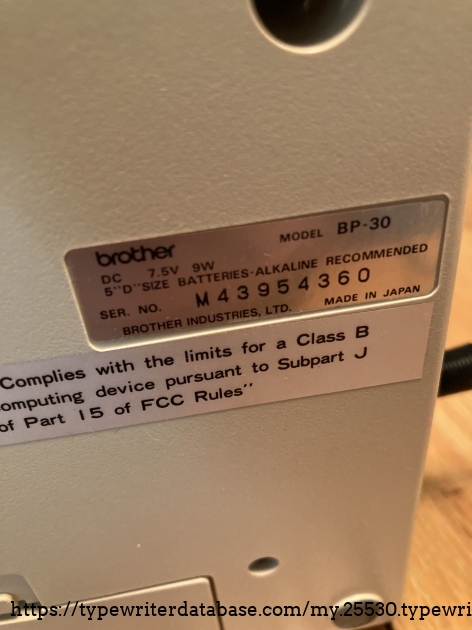 brother
MODEL BP-30
DC 7.5V 9W
5"D"SIZE BATTERIES-ALKALINE RECOMMENDED
SER. NO. M43954360
BROTHER INDUSTRIES, LTD. MADE IN JAPAN
Complies with the limits for a Class B
omputing device pursuant to Subpart J
of Part 15 of FCC Rules"
https://typewriterdatabase.com/my.25530.typewri